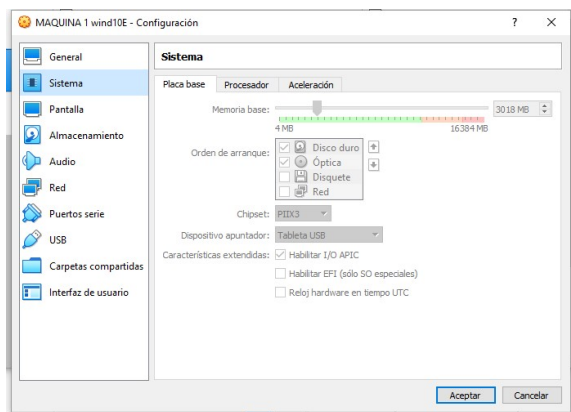 MAQUINA 1 wind10E - Configuración
General
Sistema
Pantalla
Almacenamiento
Audio
Red
Puertos serie
USB
Carpetas compartidas
Interfaz de usuario
Sistema
Placa base Procesador Aceleración
Memoria base: 3018 MB
4 MB 16384 MB
Orden de arranque: Disco duro
Óptica
Disquete
Red
Chipset: PIIX3
Dispositivo apuntador: Tableta USB
Características extendidas: Habilitar I/O APIC
Habilitar EFI (sólo SO especiales)
Reloj hardware en tiempo UTC
Aceptar Cancelar